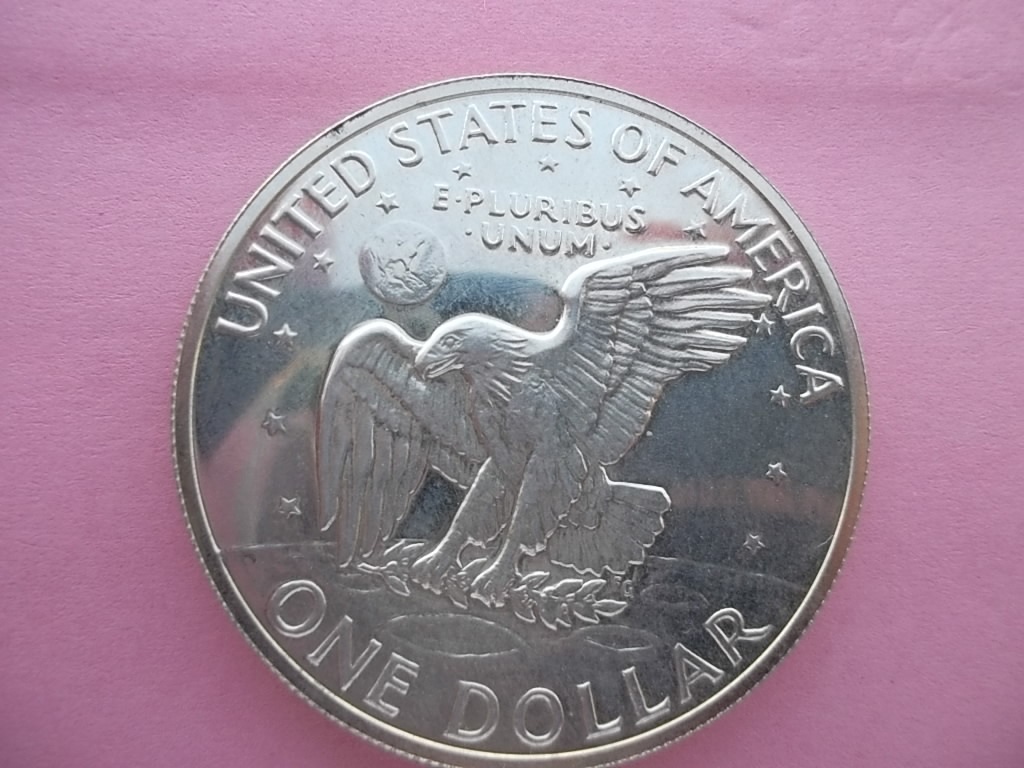 UNITED STATES OF AMERICA
E·PLURIBUS
·UNUM·
ONE DOLLAR